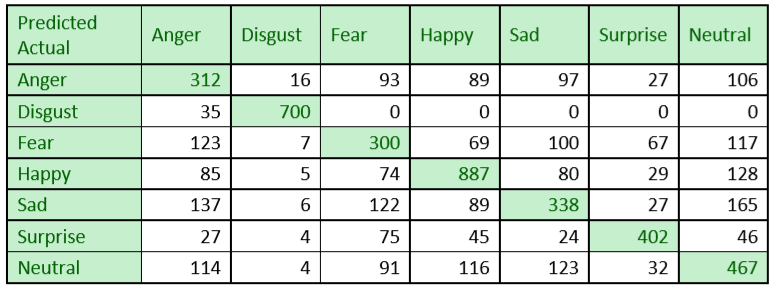 Predicted
Actual Anger Disgust Fear Happy Sad Surprise Neutral
Anger 312 16 93 89 97 27 106
Disgust 35 700 0 0 0 0 0
Fear 123 7 300 69 100 67 117
Happy 85 5 74 887 80 29 128
Sad 137 6 122 89 338 27 165
Surprise 27 4 75 45 24 402 46
Neutral 114 4 91 116 123 32 467